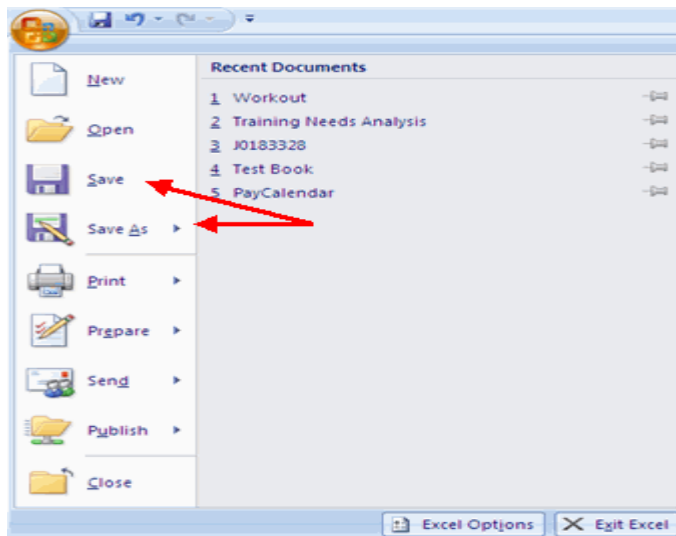 New
Open
Save
Save As
Print
Prepare
Send
Publish
Close
Recent Documents
1 Workout
2 Training Needs Analysis
3 J0183328
4 Test Book
5 PayCalendar
Excel Options
Exit Excel